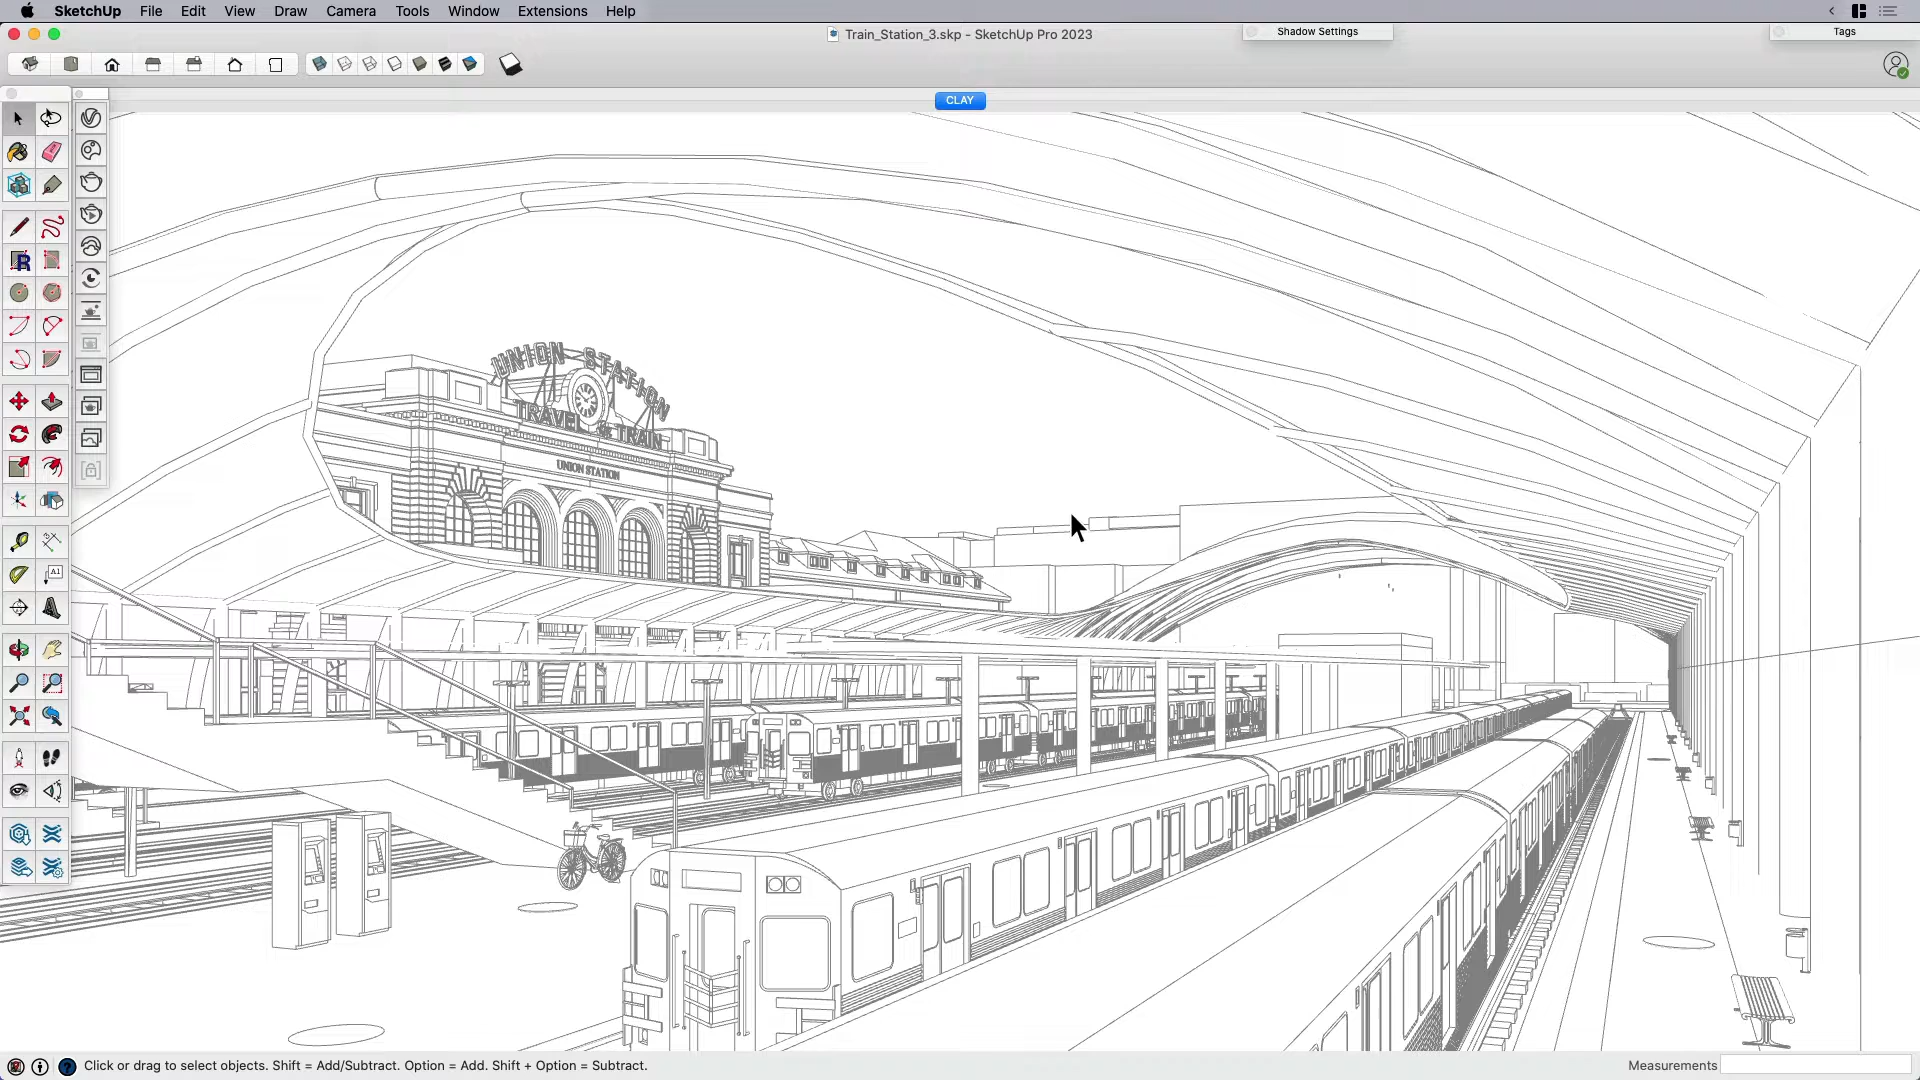 SketchUp File Edit View Draw Camera Tools Window Extensions Help
Train_Station_3.skp - SketchUp Pro 2023
Shadow Settings
Tags
CLAY
R
A1
UNION STATION
TRAVEL by TRAIN
UNION STATION
Click or drag to select objects. Shift = Add/Subtract. Option = Add. Shift + Option = Subtract.
Measurements